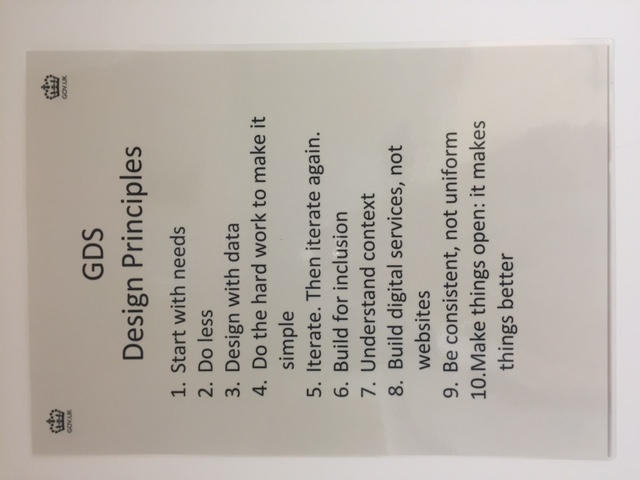 GOV.UK
GOV.UK
GDS
Design Principles
1. Start with needs
2. Do less
3. Design with data
4. Do the hard work to make it
simple
5. Iterate. Then iterate again.
6. Build for inclusion
7. Understand context
8. Build digital services, not
websites
9. Be consistent, not uniform
10.Make things open: it makes
things better